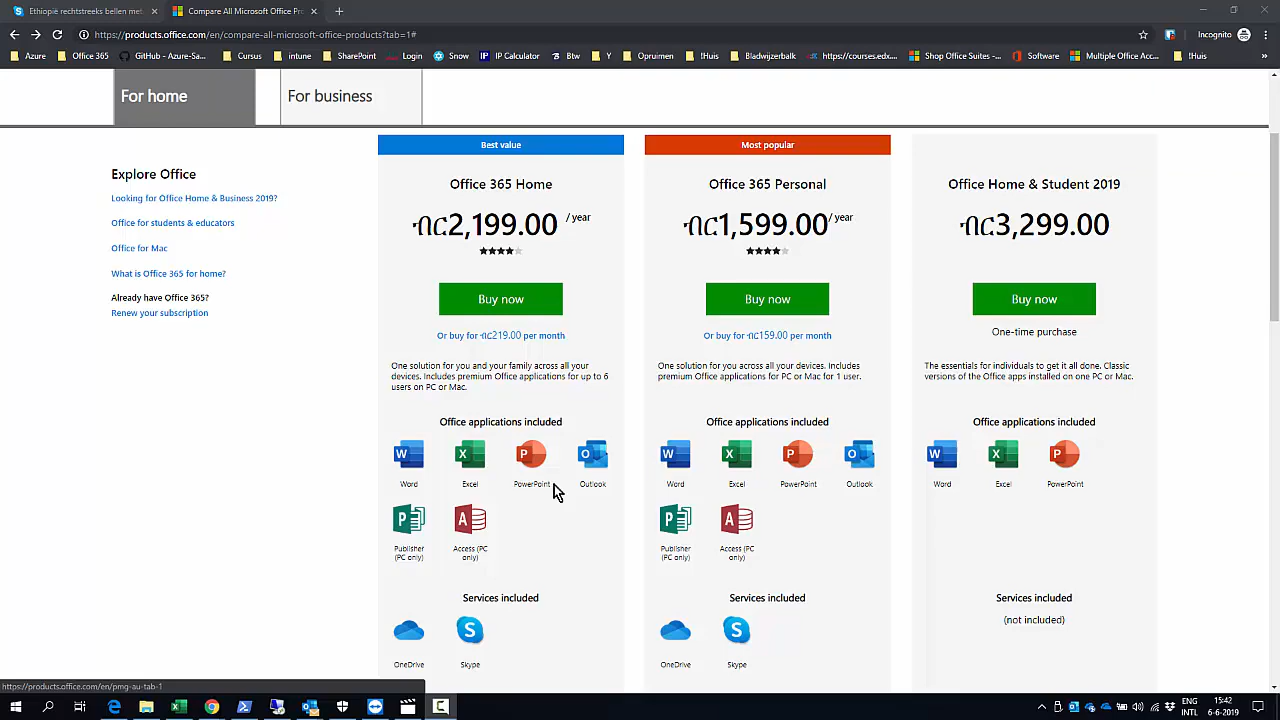 Ethiopië rechtstreeks bellen met
Compare All Microsoft Office Pro
https://products.office.com/en/compare-all-microsoft-office-products?tab=1#
Incognito
Azure
Office 365
GitHub - Azure-Sa...
Cursus
intune
SharePoint
Login
Snow
IP Calculator
Btw
Y
Opruimen
IHuis
Bladwijzerbalk
https://courses.edx...
Shop Office Suites -...
Software
Multiple Office Acc...
IHuis
For home
For business
Explore Office
Looking for Office Home & Business 2019?
Office for students & educators
Office for Mac
What is Office 365 for home?
Already have Office 365?
Renew your subscription
Best value
Office 365 Home
ብር2,199.00 / year
Buy now
Or buy for ብር219.00 per month
One solution for you and your family across all your
devices. Includes premium Office applications for up to 6
users on PC or Mac.
Office applications included
Word
Excel
PowerPoint
Outlook
Publisher
(PC only)
Access (PC
only)
Services included
OneDrive
Skype
Most popular
Office 365 Personal
ብር1,599.00 / year
Buy now
Or buy for ብር159.00 per month
One solution for you across all your devices. Includes
premium Office applications for PC or Mac for 1 user.
Office applications included
Word
Excel
PowerPoint
Outlook
Publisher
(PC only)
Access (PC
only)
Services included
OneDrive
Skype
Office Home & Student 2019
ብር3,299.00
Buy now
One-time purchase
The essentials for individuals to get it all done. Classic
versions of the Office apps installed on one PC or Mac.
Office applications included
Word
Excel
PowerPoint
Services included
(not included)
https://products.office.com/en/pmg-au-tab-1
ENG
INTL
15:42
6-6-2019